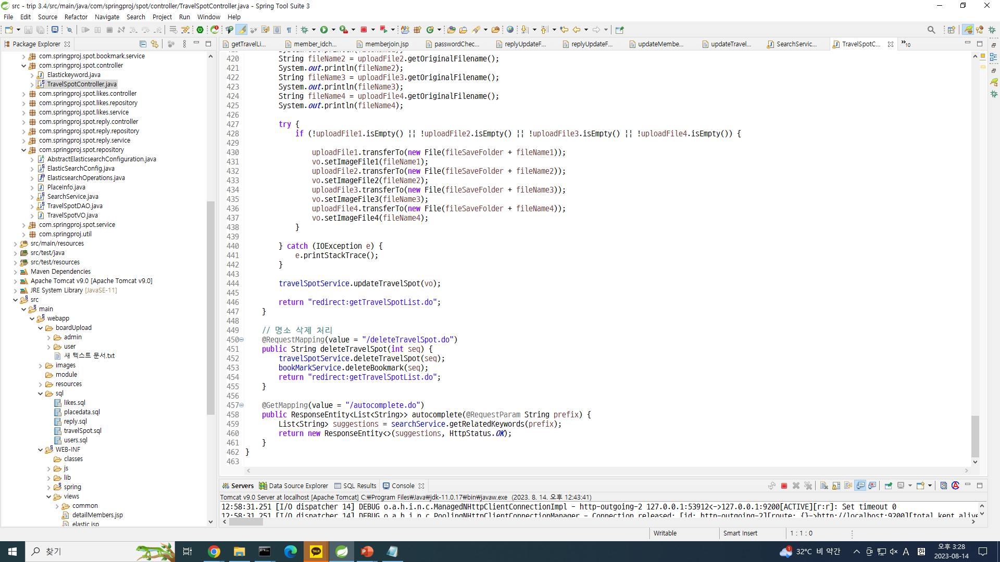 src - trip 3.4/src/main/java/com/springproj/spot/controller/TravelSpotController.java - Spring Tool Suite 3
File Edit Source Refactor Navigate Search Project Run Window Help
Package Explorer
com.springproj.spot.bookmark.service
com.springproj.spot.controller
Elastickeyword.java
TravelSpotController.java
com.springproj.spot.likes.controller
com.springproj.spot.likes.repository
com.springproj.spot.likes.service
com.springproj.spot.reply.controller
com.springproj.spot.reply.repository
com.springproj.spot.reply.service
com.springproj.spot.repository
AbstractElasticsearchConfiguration.java
ElasticSearchConfig.java
ElasticsearchOperations.java
PlaceInfo.java
SearchService.java
TravelSpotDAO.java
TravelSpotVO.java
com.springproj.spot.service
com.springproj.util
src/main/resources
src/test/java
src/test/resources
Maven Dependencies
Apache Tomcat v9.0 [Apache Tomcat v9.0]
JRE System Library [JavaSE-11]
src
main
webapp
boardUpload
admin
user
새 텍스트 문서.txt
images
module
resources
sql
likes.sql
placedata.sql
reply.sql
travelSpot.sql
users.sql
WEB-INF
classes
js
lib
spring
views
common
detailMembers.jsp
elastic.jsp
getTravelLi... member_idch... memberjoin.jsp passwordChec... replyUpdateF... replyUpdateF... updateMembe... updateTravel... SearchServic... TravelSpotC... »10
420 String fileName2 = uploadFile2.getOriginalFilename();
421 System.out.println(fileName2);
422 String fileName3 = uploadFile3.getOriginalFilename();
423 System.out.println(fileName3);
424 String fileName4 = uploadFile4.getOriginalFilename();
425 System.out.println(fileName4);
426
427 try {
428 if (!uploadFile1.isEmpty() || !uploadFile2.isEmpty() || !uploadFile3.isEmpty() || !uploadFile4.isEmpty()) {
429
430 uploadFile1.transferTo(new File(fileSaveFolder + fileName1));
431 vo.setImageFile1(fileName1);
432 uploadFile2.transferTo(new File(fileSaveFolder + fileName2));
433 vo.setImageFile2(fileName2);
434 uploadFile3.transferTo(new File(fileSaveFolder + fileName3));
435 vo.setImageFile3(fileName3);
436 uploadFile4.transferTo(new File(fileSaveFolder + fileName4));
437 vo.setImageFile4(fileName4);
438 }
439
440 } catch (IOException e) {
441 e.printStackTrace();
442 }
443
444 travelSpotService.updateTravelSpot(vo);
445
446 return "redirect:getTravelSpotList.do";
447 }
448
449 // 명소 삭제 처리
450 @RequestMapping(value = "/deleteTravelSpot.do")
451 public String deleteTravelSpot(int seq) {
452 travelSpotService.deleteTravelSpot(seq);
453 bookMarkService.deleteBookmark(seq);
454 return "redirect:getTravelSpotList.do";
455 }
456
457 @GetMapping(value = "/autocomplete.do")
458 public ResponseEntity<List<String>> autocomplete(@RequestParam String prefix) {
459 List<String> suggestions = searchService.getRelatedKeywords(prefix);
460 return new ResponseEntity<>(suggestions, HttpStatus.OK);
461 }
462 }
463
Servers Data Source Explorer SQL Results Console
Tomcat v9.0 Server at localhost [Apache Tomcat] C:₩Program Files₩Java₩jdk-11.0.17₩bin₩javaw.exe (2023. 8. 14. 오후 12:43:41)
12:58:31.251 [I/O dispatcher 14] DEBUG o.a.h.i.n.c.ManagedNHttpClientConnectionImpl - http-outgoing-2 127.0.0.1:53912<->127.0.0.1:9200[ACTIVE][r:r]: Set timeout 0
12:58:31.251 [I/O dispatcher 14] DEBUG o.a.h.i.n.c.PoolingNHttpClientConnectionManager - Connection released: [id: http-outgoing-2][route: {}->http://localhost:9200][total kept alive
Writable Smart Insert 1 : 1 : 0
찾기
TALK
1 32°C 비 약간 A 한 오후 3:28
2023-08-14